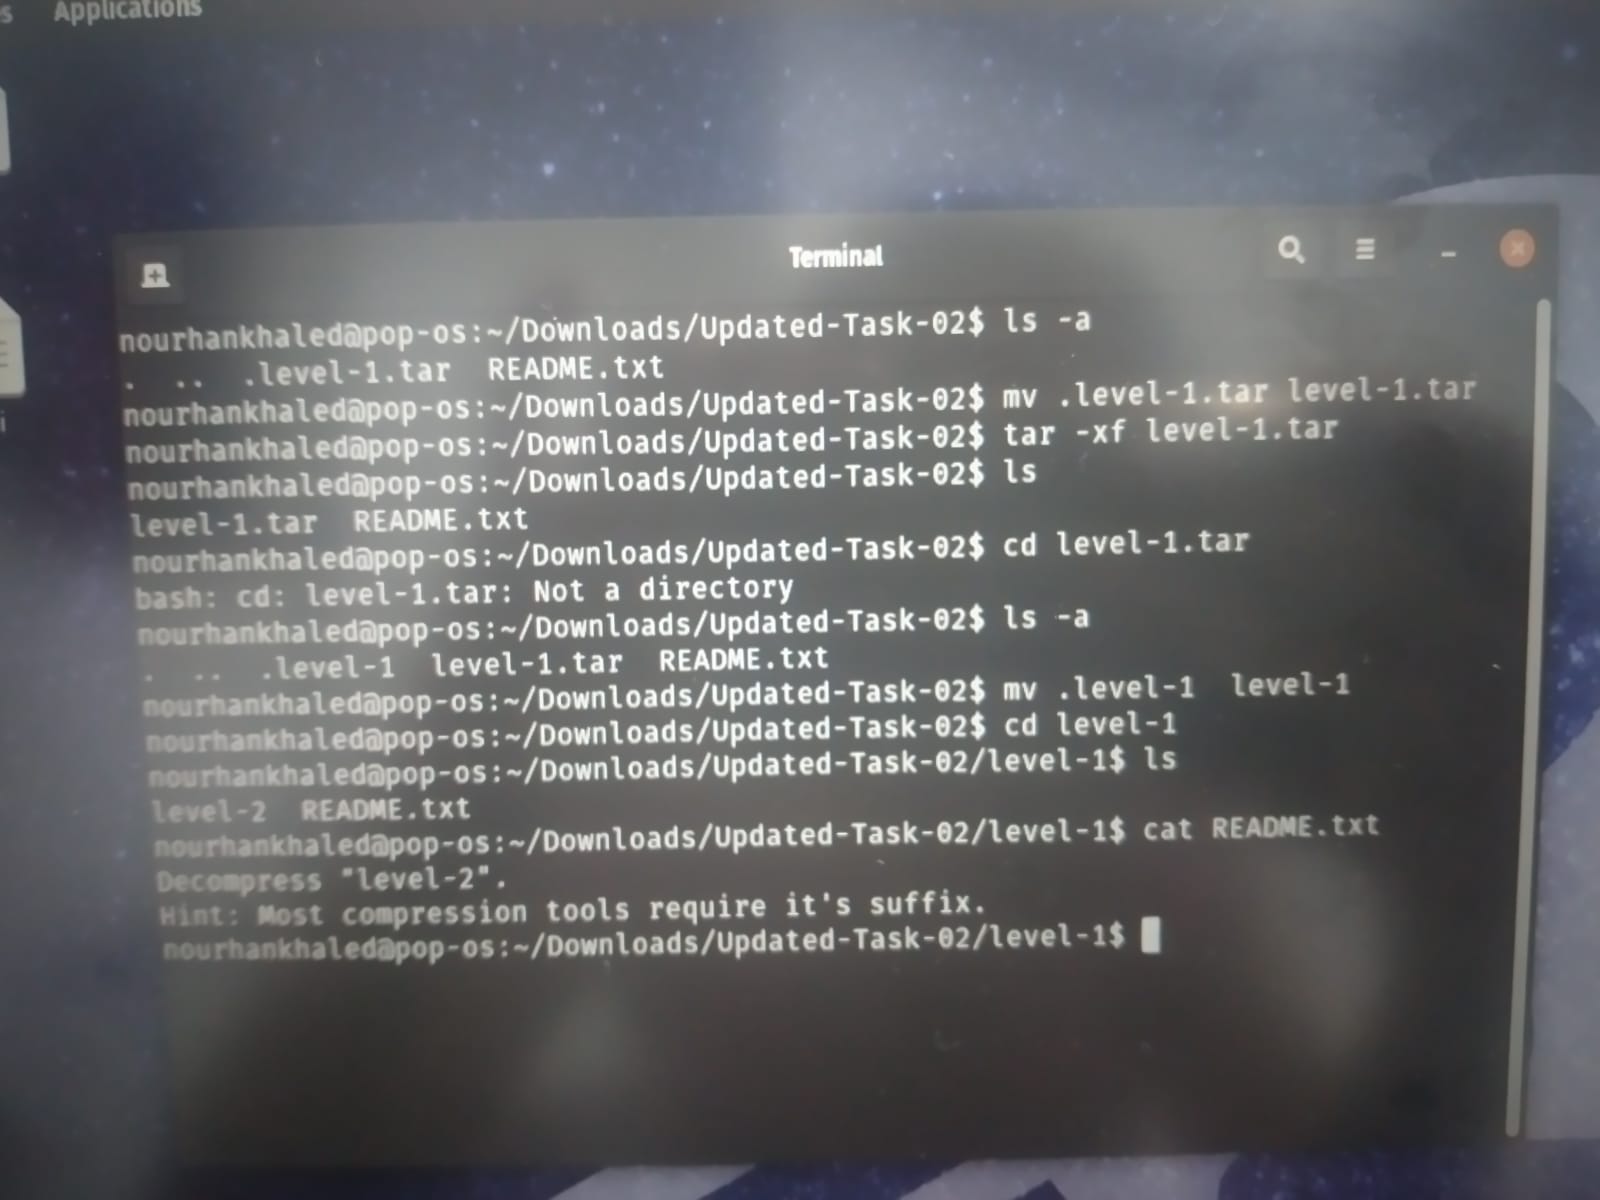 Applications
Terminal
nourhankhaled@pop-os:~/Downloads/Updated-Task-02$ ls -a
.  ..  .level-1.tar  README.txt
nourhankhaled@pop-os:~/Downloads/Updated-Task-02$ mv .level-1.tar level-1.tar
nourhankhaled@pop-os:~/Downloads/Updated-Task-02$ tar -xf level-1.tar
nourhankhaled@pop-os:~/Downloads/Updated-Task-02$ ls
level-1.tar  README.txt
nourhankhaled@pop-os:~/Downloads/Updated-Task-02$ cd level-1.tar
bash: cd: level-1.tar: Not a directory
nourhankhaled@pop-os:~/Downloads/Updated-Task-02$ ls -a
.  ..  .level-1  level-1.tar  README.txt
nourhankhaled@pop-os:~/Downloads/Updated-Task-02$ mv .level-1  level-1
nourhankhaled@pop-os:~/Downloads/Updated-Task-02$ cd level-1
nourhankhaled@pop-os:~/Downloads/Updated-Task-02/level-1$ ls
level-2  README.txt
nourhankhaled@pop-os:~/Downloads/Updated-Task-02/level-1$ cat README.txt
Decompress "level-2".
Hint: Most compression tools require it's suffix.
nourhankhaled@pop-os:~/Downloads/Updated-Task-02/level-1$